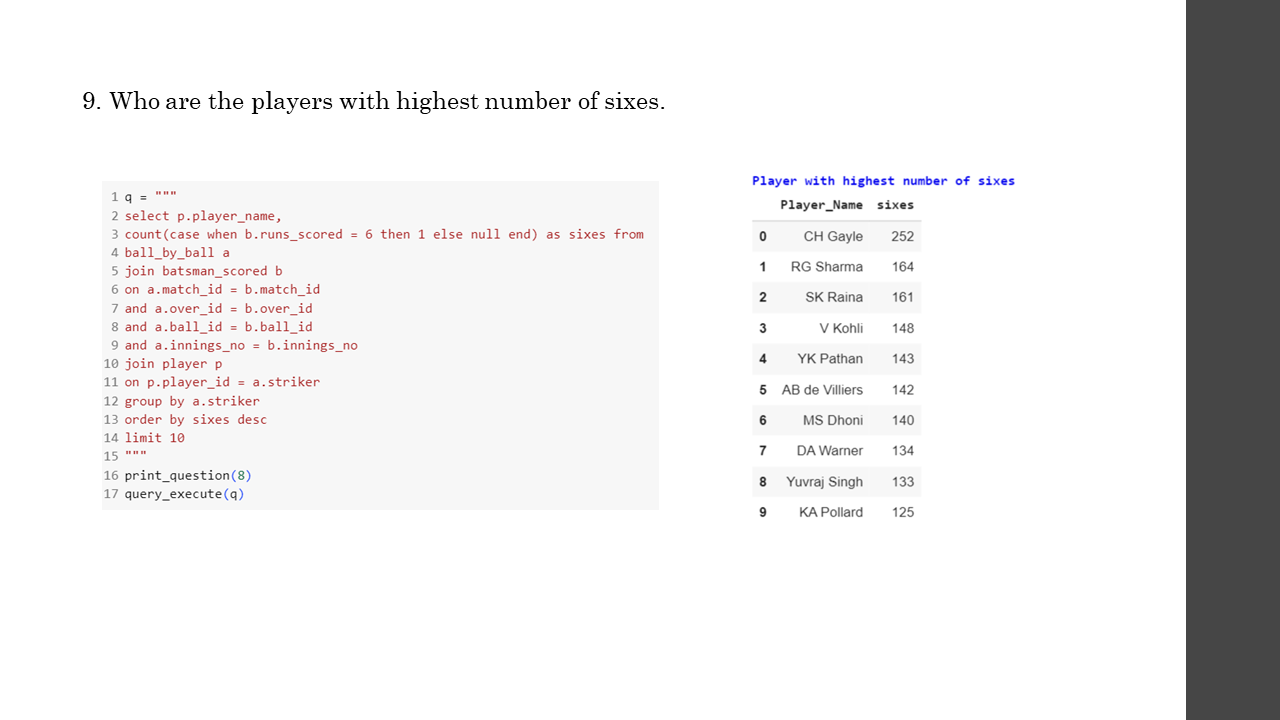 9. Who are the players with highest number of sixes.
1 q = """
2 select p.player_name,
3 count(case when b.runs_scored = 6 then 1 else null end) as sixes from
4 ball_by_ball a
5 join batsman_scored b
6 on a.match_id = b.match_id
7 and a.over_id = b.over_id
8 and a.ball_id = b.ball_id
9 and a.innings_no = b.innings_no
10 join player p
11 on p.player_id = a.striker
12 group by a.striker
13 order by sixes desc
14 limit 10
15 """
16 print_question(8)
17 query_execute(q)
Player with highest number of sixes
Player_Name sixes
0 CH Gayle 252
1 RG Sharma 164
2 SK Raina 161
3 V Kohli 148
4 YK Pathan 143
5 AB de Villiers 142
6 MS Dhoni 140
7 DA Warner 134
8 Yuvraj Singh 133
9 KA Pollard 125